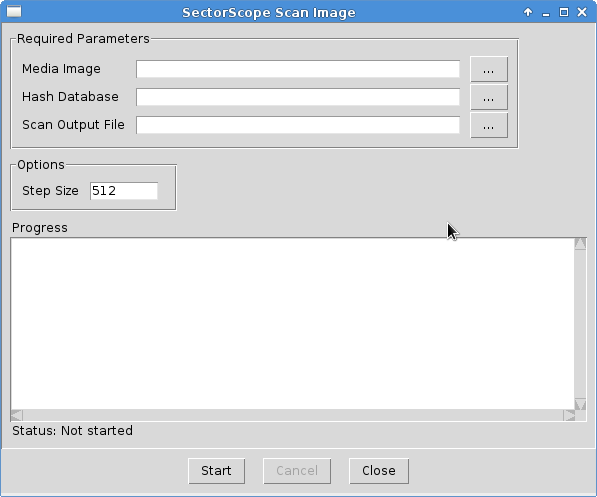 SectorScope Scan Image
Required Parameters
Media Image ...
Hash Database ...
Scan Output File ...
Options
Step Size 512
Progress
Status: Not started
Start Cancel Close